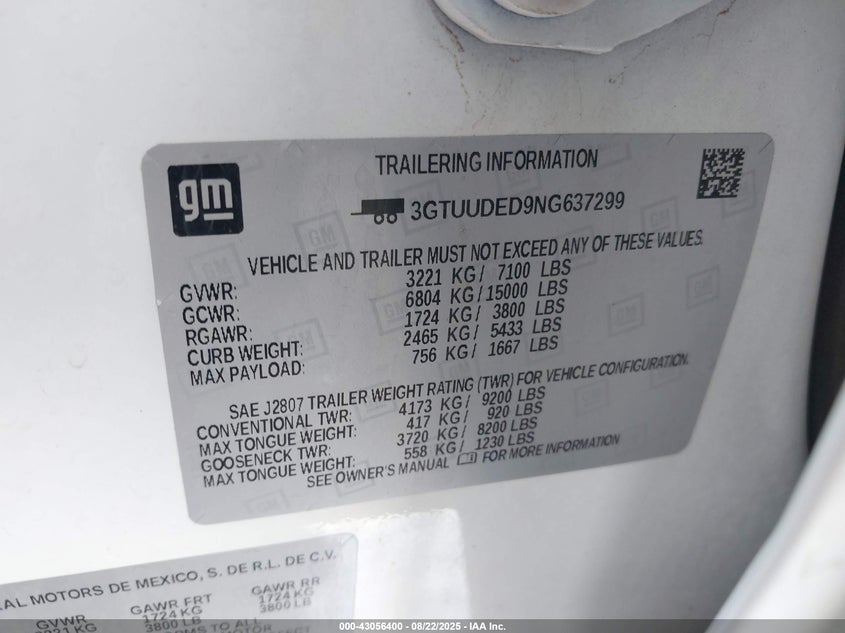 gm
TRAILERING INFORMATION
3GTUUDED9NG637299
VEHICLE AND TRAILER MUST NOT EXCEED ANY OF THESE VALUES.
GVWR: 3221 KG/ 7100 LBS
GCWR: 6804 KG/15000 LBS
RGAWR: 1724 KG/ 3800 LBS
CURB WEIGHT: 2465 KG/ 5433 LBS
MAX PAYLOAD: 756 KG/ 1667 LBS
SAE J2807 TRAILER WEIGHT RATING (TWR) FOR VEHICLE CONFIGURATION.
CONVENTIONAL TWR: 4173 KG/ 9200 LBS
MAX TONGUE WEIGHT: 417 KG/ 920 LBS
GOOSENECK TWR: 3720 KG/ 8200 LBS
MAX TONGUE WEIGHT: 558 KG/ 1230 LBS
SEE OWNER'S MANUAL FOR MORE INFORMATION
MOTORS DE MEXICO, S. DE R.L. DE C.V.
GVWR GAWR FRT GAWR RR
KG 1724 KG 1724 KG
3800 LB 3800 LB
TO ALL
000-43056400 - 08/22/2025 - IAA Inc.